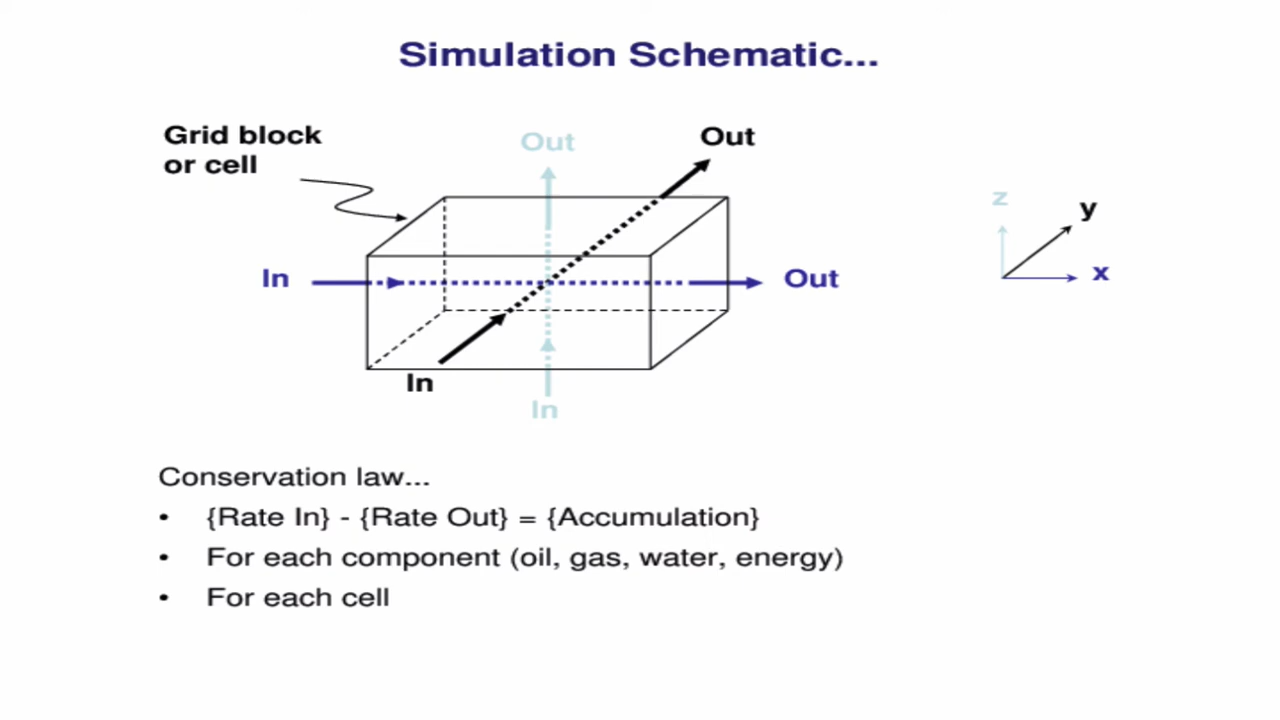 Simulation Schematic...
Grid block
or cell
Out
Out
z
y
In
Out
x
In
In
Conservation law...
• {Rate In} - {Rate Out} = {Accumulation}
• For each component (oil, gas, water, energy)
• For each cell